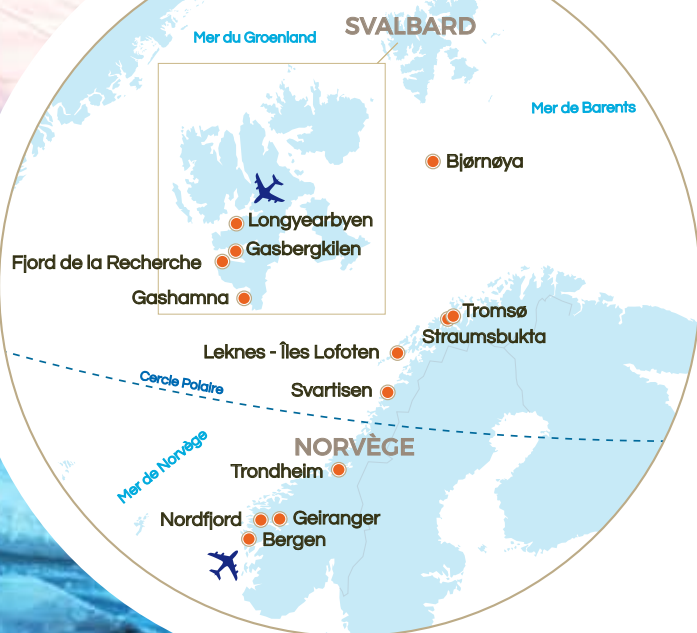 SVALBARD
Mer du Groenland
Mer de Barents
Bjørnøya
Longyearbyen
Gasbergkilen
Fjord de la Recherche
Gashamna
Tromsø
Straumsbukta
Leknes - Îles Lofoten
Cercle Polaire
Svartisen
Mer de Norvège
NORVÈGE
Trondheim
Nordfjord
Geiranger
Bergen